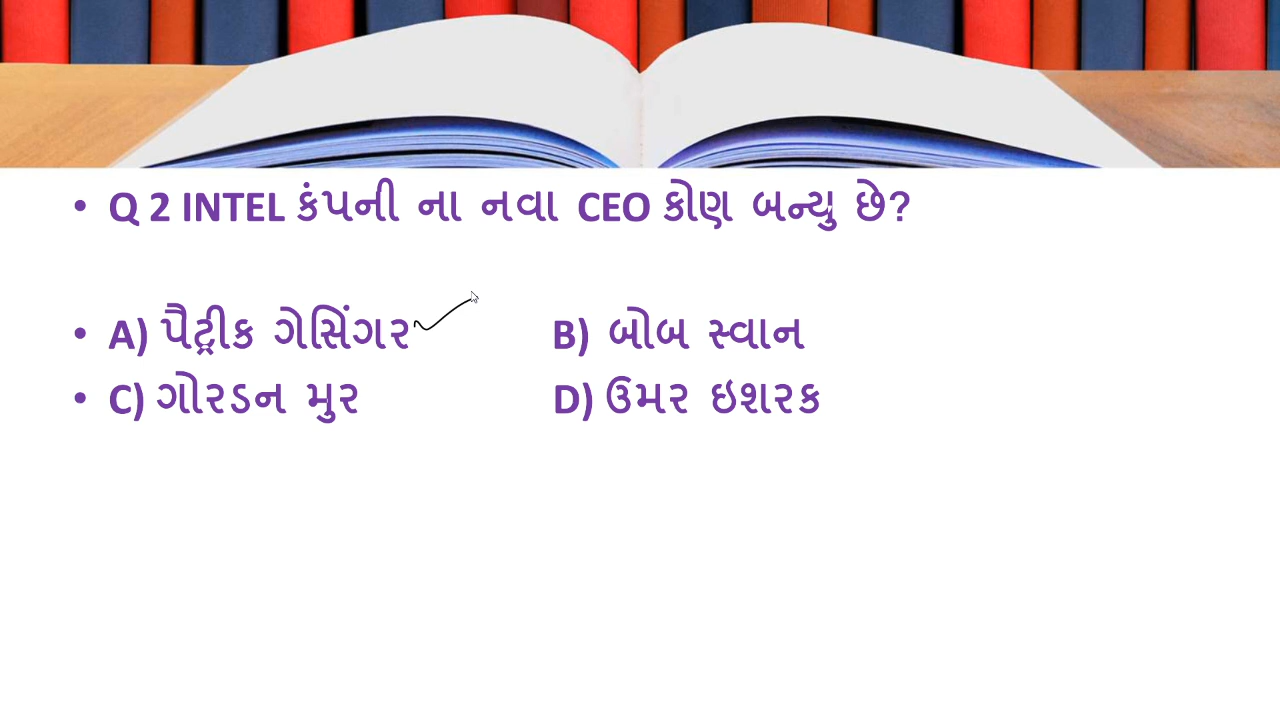 • Q 2 INTEL કંપની ના નવા CEO કોણ બન્યુ છે?
• A) પૈટ્રીક ગેસિંગર B) બોબ સ્વાન
• C) ગોરડન મુર D) ઉમર ઇશરક